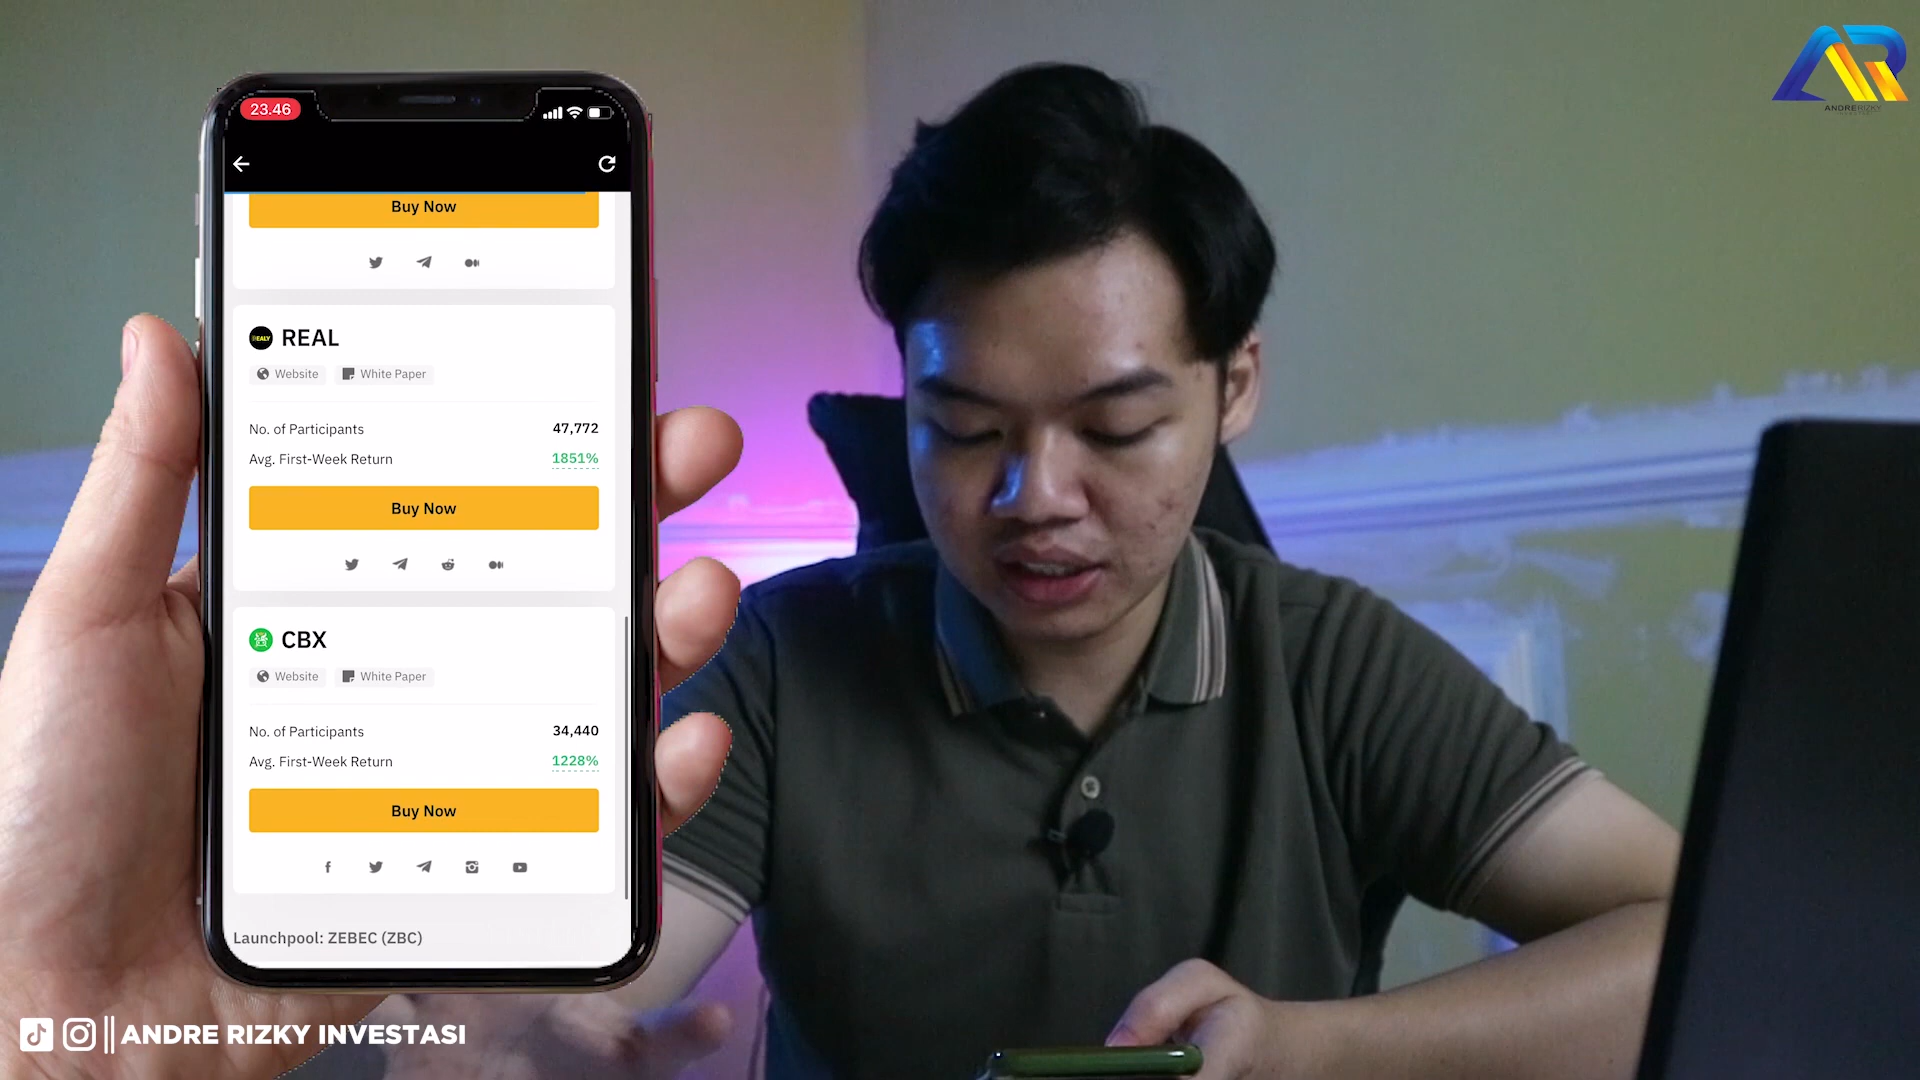 23.46
Buy Now
REAL
Website
White Paper
No. of Participants
47,772
Avg. First-Week Return
1851%
Buy Now
CBX
Website
White Paper
No. of Participants
34,440
Avg. First-Week Return
1228%
Buy Now
Launchpool: ZEBEC (ZBC)
ANDRE RIZKY INVESTASI
ANDRE RIZKY